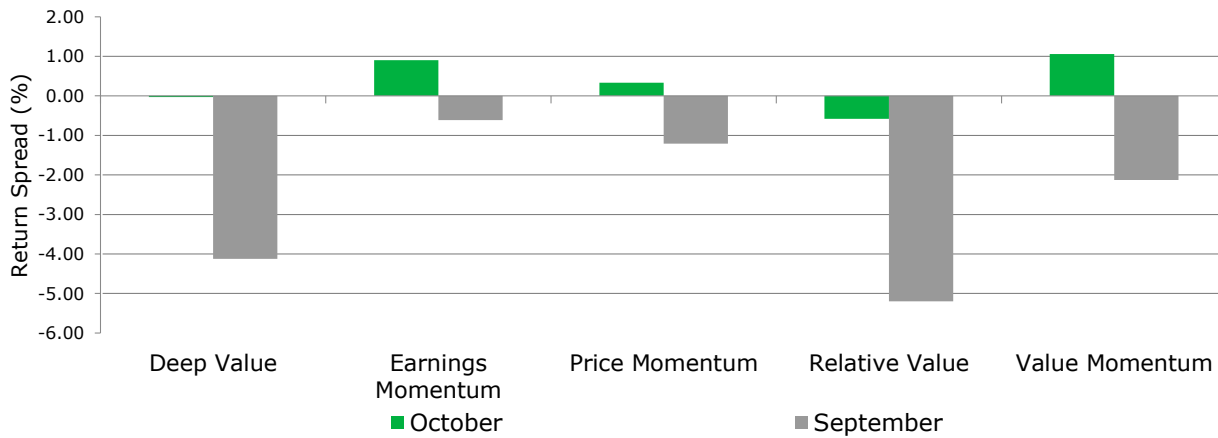 Return Spread (%)
2.00
1.00
0.00
-1.00
-2.00
-3.00
-4.00
-5.00
-6.00
Deep Value
Earnings
Momentum
Price Momentum
Relative Value
Value Momentum
October
September